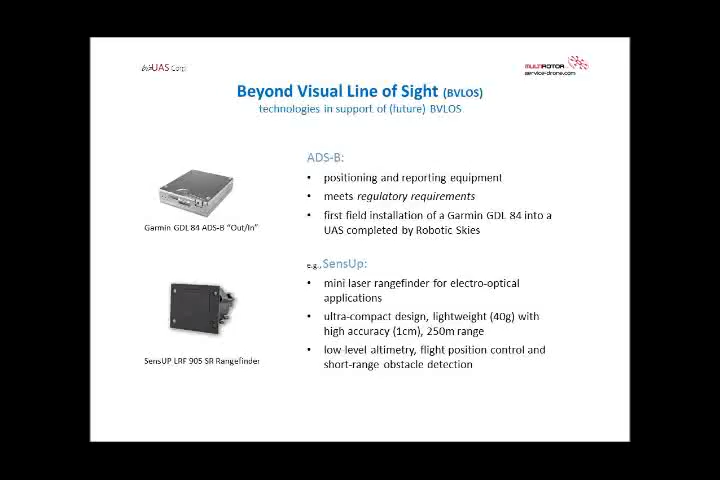 UAS Corp
MULTIROTOR
service-drone.com
Beyond Visual Line of Sight (BVLOS)
technologies in support of (future) BVLOS
ADS-B:
• positioning and reporting equipment
• meets regulatory requirements
• first field installation of a Garmin GDL 84 into a
UAS completed by Robotic Skies
Garmin GDL 84 ADS-B “Out/In”
e.g., SensUp:
• mini laser rangefinder for electro-optical
applications
• ultra-compact design, lightweight (40g) with
high accuracy (1cm), 250m range
• low-level altimetry, flight position control and
short-range obstacle detection
SensUP LRF 905 SR Rangefinder